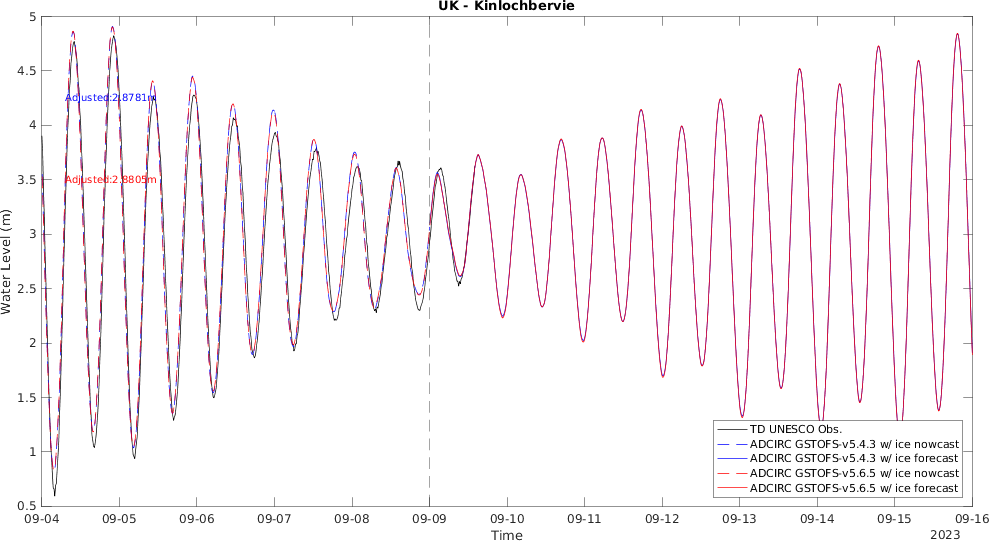 UK - Kinlochbervie
5
4.5
4
3.5
3
2.5
2
1.5
1
0.5
Water Level (m)
Adjusted:2.8781m
Adjusted:2.8805m
TD UNESCO Obs.
ADCIRC GSTOFS-v5.4.3 w/ ice nowcast
ADCIRC GSTOFS-v5.4.3 w/ ice forecast
ADCIRC GSTOFS-v5.6.5 w/ ice nowcast
ADCIRC GSTOFS-v5.6.5 w/ ice forecast
09-04 09-05 09-06 09-07 09-08 09-09 09-10 09-11 09-12 09-13 09-14 09-15 09-16
Time
2023